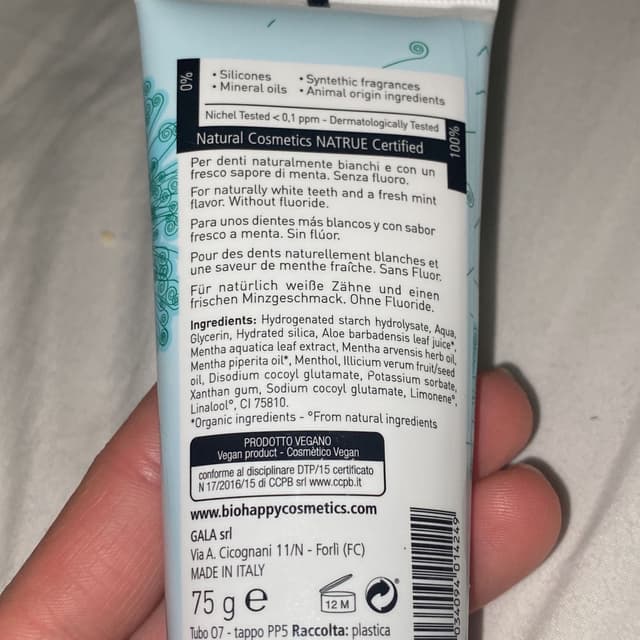 0%
• Silicones • Syntethic fragrances
• Mineral oils • Animal origin ingredients
Nichel Tested < 0,1 ppm - Dermatologically Tested
Natural Cosmetics NATRUE Certified
100%
Per denti naturalmente bianchi e con un
fresco sapore di menta. Senza fluoro.
For naturally white teeth and a fresh mint
flavor. Without fluoride.
Para unos dientes más blancos y con sabor
fresco a menta. Sin flúor.
Pour des dents naturellement blanches et
une saveur de menthe fraîche. Sans Fluor.
Für natürlich weiße Zähne und einen
frischen Minzgeschmack. Ohne Fluoride.
Ingredients: Hydrogenated starch hydrolysate, Aqua,
Glycerin, Hydrated silica, Aloe barbadensis leaf juice*,
Mentha aquatica leaf extract, Mentha arvensis herb oil,
Mentha piperita oil*, Menthol, Illicium verum fruit/seed
oil, Disodium cocoyl glutamate, Potassium sorbate,
Xanthan gum, Sodium cocoyl glutamate, Limonene°,
Linalool°, CI 75810.
*Organic ingredients - °From natural ingredients
PRODOTTO VEGANO
Vegan product - Cosmètico Vegan
conforme al disciplinare DTP/15 certificato
N 17/2016/15 di CCPB srl www.ccpb.it
www.biohappycosmetics.com
GALA srl
Via A. Cicognani 11/N - Forlì (FC)
MADE IN ITALY
75 g e
12 M
Tubo 07 - tappo PP5 Raccolta: plastica
034094 014249